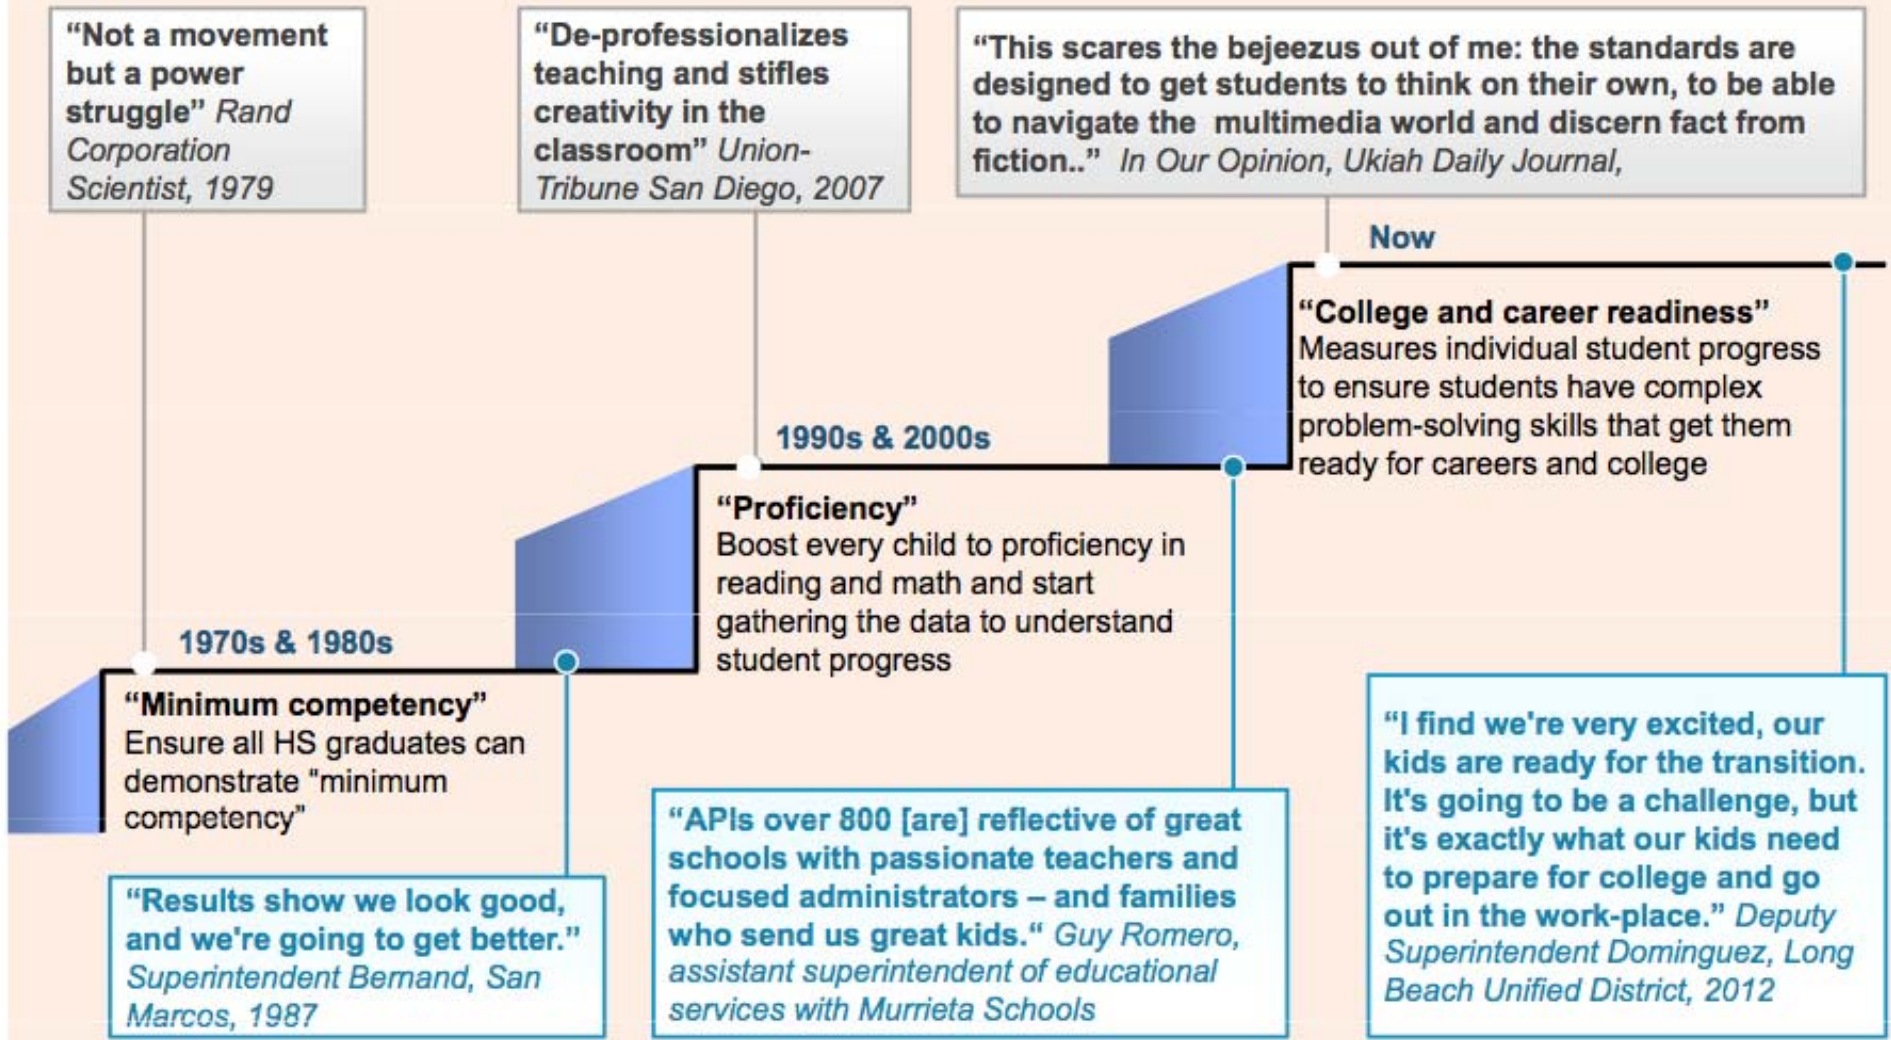 “Not a movement
but a power
struggle” Rand
Corporation
Scientist, 1979
“De-professionalizes
teaching and stifles
creativity in the
classroom” Union-
Tribune San Diego, 2007
“This scares the bejeezus out of me: the standards are
designed to get students to think on their own, to be able
to navigate the multimedia world and discern fact from
fiction..” In Our Opinion, Ukiah Daily Journal,
Now
“College and career readiness”
Measures individual student progress
to ensure students have complex
problem-solving skills that get them
ready for careers and college
1990s & 2000s
“Proficiency”
Boost every child to proficiency in
reading and math and start
gathering the data to understand
student progress
1970s & 1980s
“Minimum competency”
Ensure all HS graduates can
demonstrate "minimum
competency”
“Results show we look good,
and we're going to get better.”
Superintendent Bernand, San
Marcos, 1987
“APIs over 800 [are] reflective of great
schools with passionate teachers and
focused administrators – and families
who send us great kids.“ Guy Romero,
assistant superintendent of educational
services with Murrieta Schools
“I find we're very excited, our
kids are ready for the transition.
It's going to be a challenge, but
it's exactly what our kids need
to prepare for college and go
out in the work-place.” Deputy
Superintendent Dominguez, Long
Beach Unified District, 2012